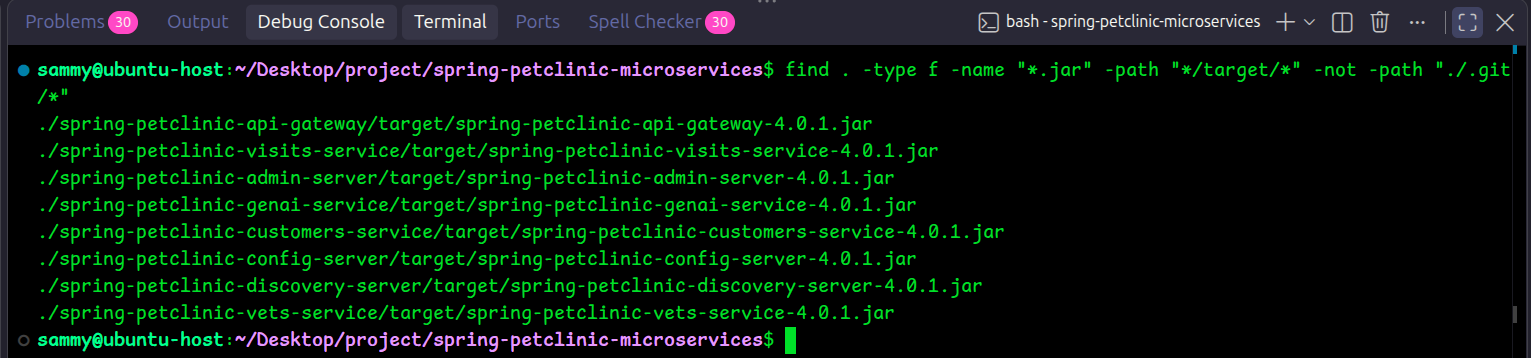 Problems 30 Output Debug Console Terminal Ports Spell Checker 30 bash - spring-petclinic-microservices
sammy@ubuntu-host:~/Desktop/project/spring-petclinic-microservices$ find . -type f -name "*.jar" -path "*/target/*" -not -path "./.git
/*"
./spring-petclinic-api-gateway/target/spring-petclinic-api-gateway-4.0.1.jar
./spring-petclinic-visits-service/target/spring-petclinic-visits-service-4.0.1.jar
./spring-petclinic-admin-server/target/spring-petclinic-admin-server-4.0.1.jar
./spring-petclinic-genai-service/target/spring-petclinic-genai-service-4.0.1.jar
./spring-petclinic-customers-service/target/spring-petclinic-customers-service-4.0.1.jar
./spring-petclinic-config-server/target/spring-petclinic-config-server-4.0.1.jar
./spring-petclinic-discovery-server/target/spring-petclinic-discovery-server-4.0.1.jar
./spring-petclinic-vets-service/target/spring-petclinic-vets-service-4.0.1.jar
sammy@ubuntu-host:~/Desktop/project/spring-petclinic-microservices$